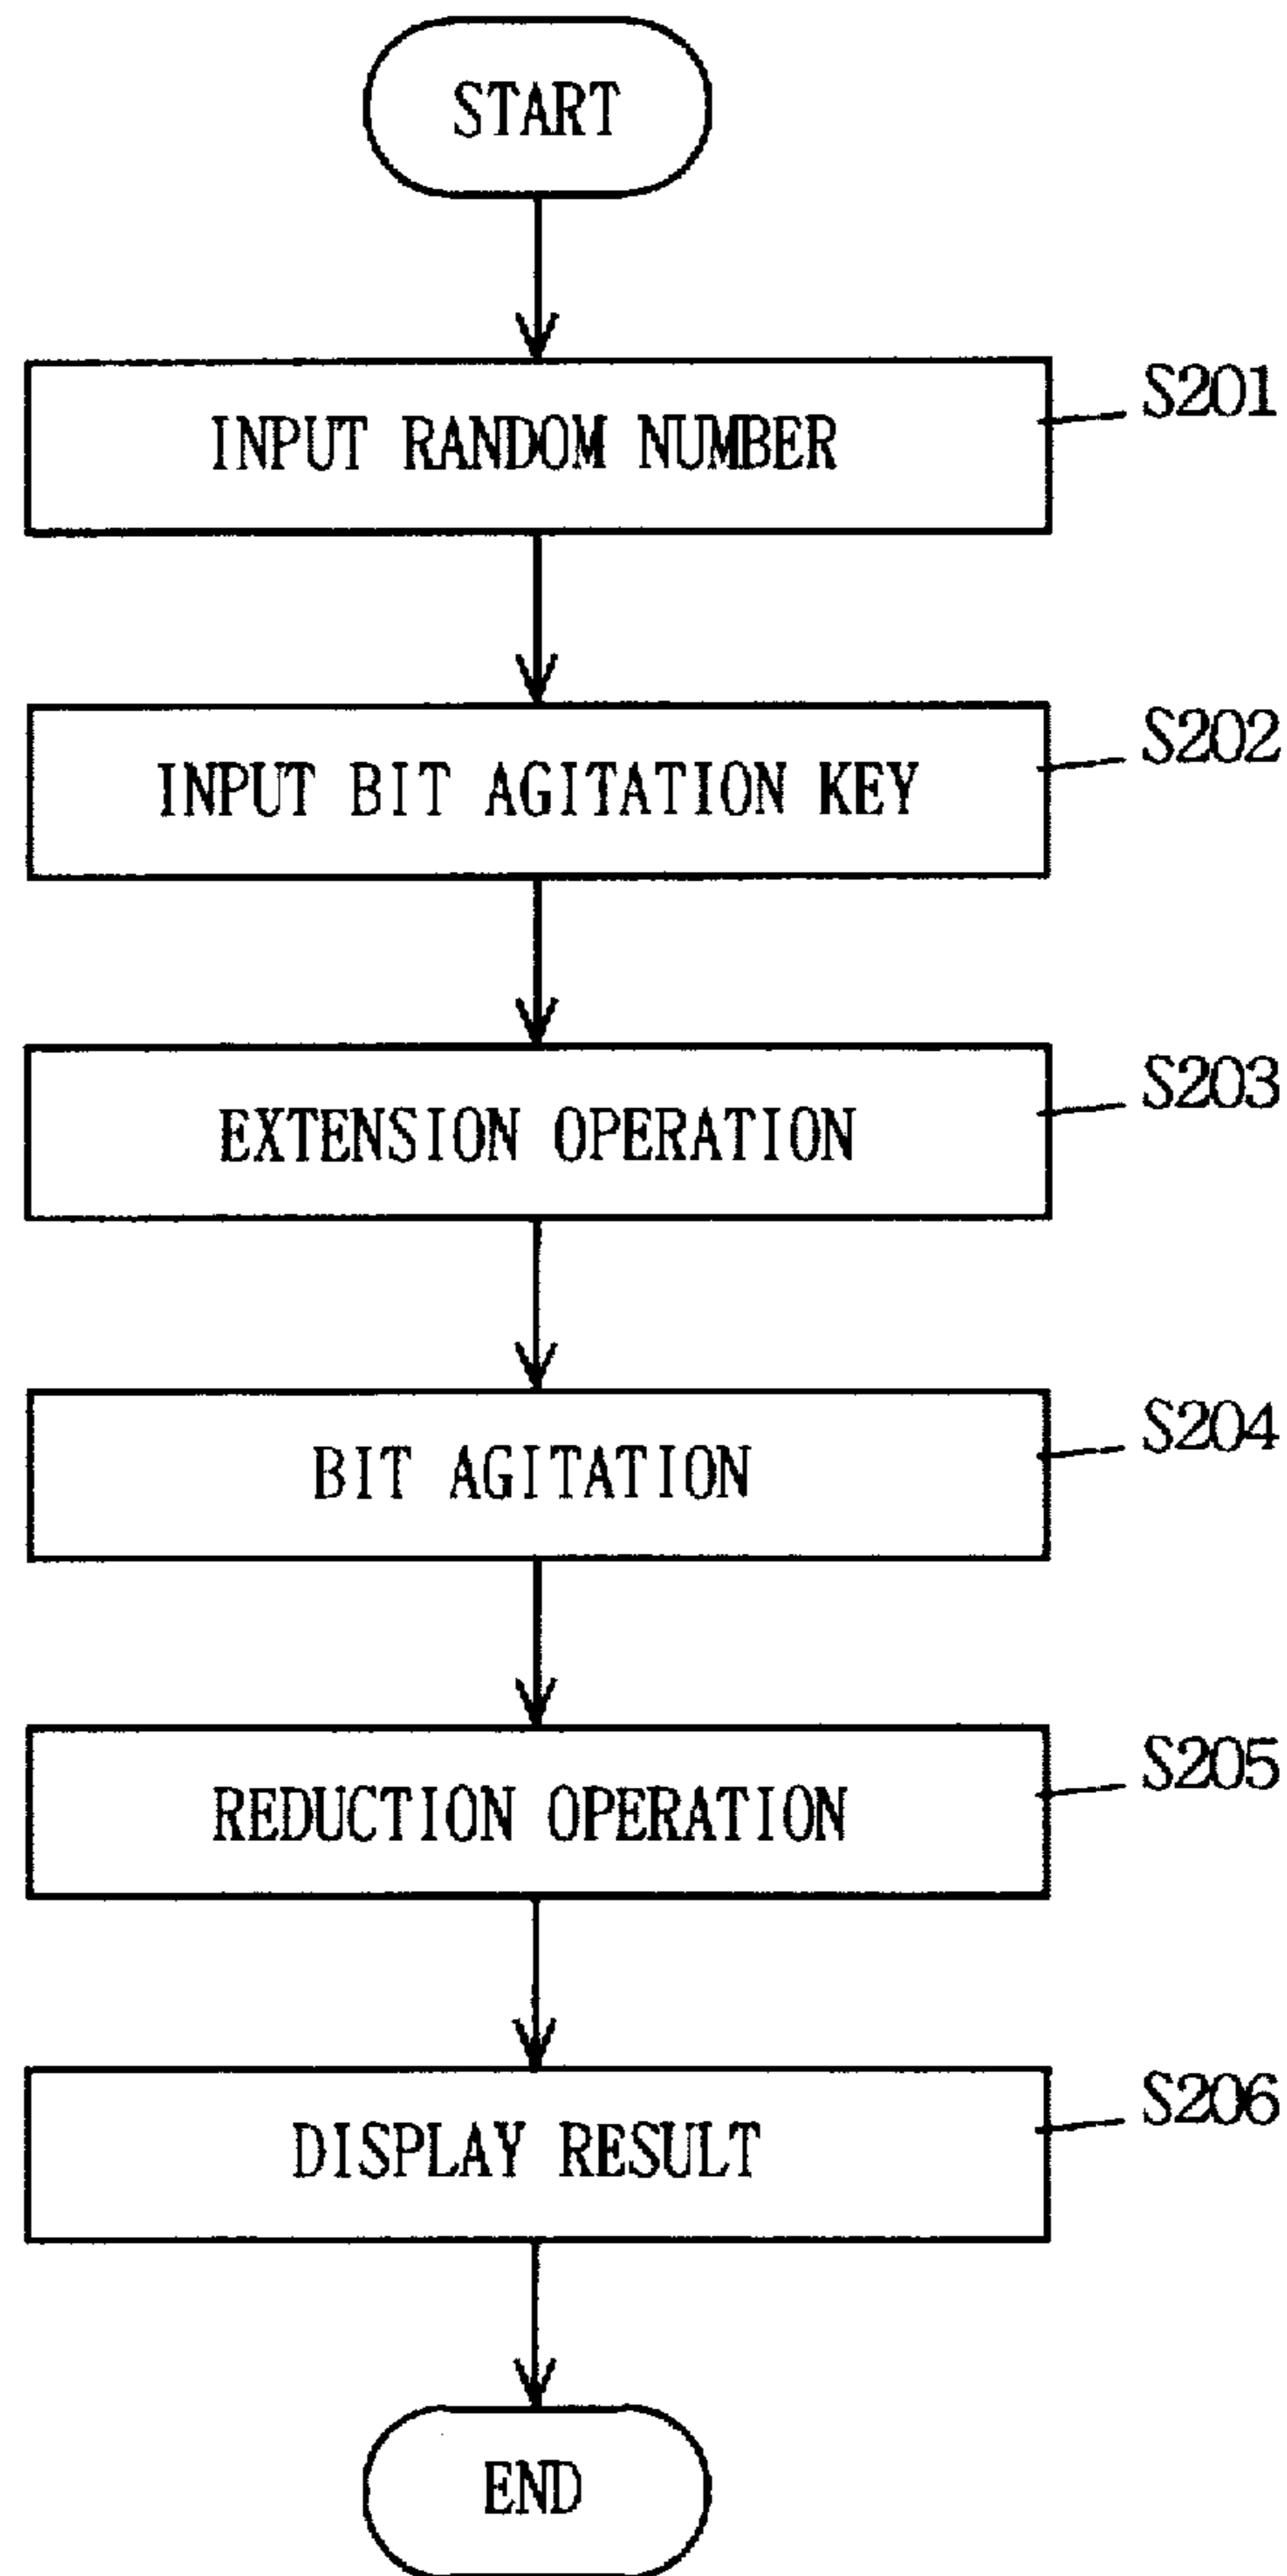 START
INPUT RANDOM NUMBER
S201
INPUT BIT AGITATION KEY
S202
EXTENSION OPERATION
S203
BIT AGITATION
S204
REDUCTION OPERATION
S205
DISPLAY RESULT
S206
END